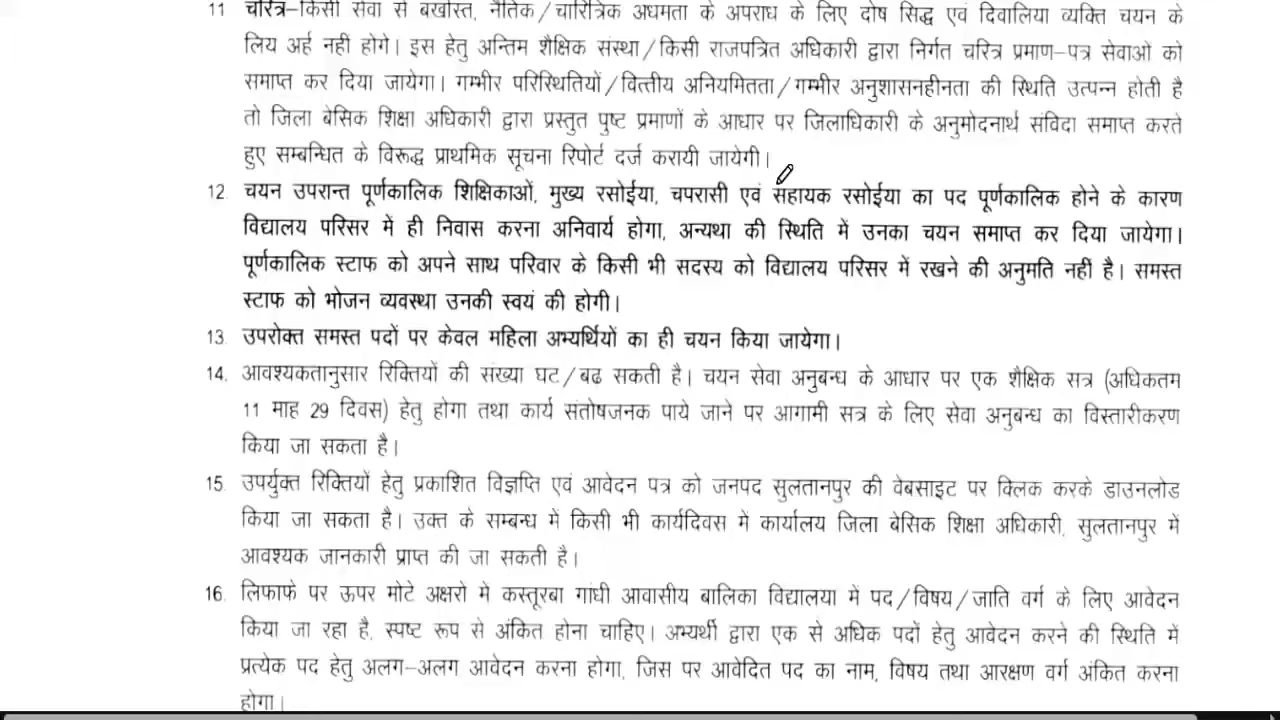 11 चरित्र–किसी सेवा से बर्खास्त, नैतिक/चारित्रिक अधमता के अपराध के लिए दोष सिद्ध एवं दिवालिया व्यक्ति चयन के
लिय अर्ह नहीं होगे। इस हेतु अन्तिम शैक्षिक संस्था/किसी राजपत्रित अधिकारी द्वारा निर्गत चरित्र प्रमाण–पत्र सेवाओं को
समाप्त कर दिया जायेगा। गम्भीर परिस्थितियों/वित्तीय अनियमितता/गम्भीर अनुशासनहीनता की स्थिति उत्पन्न होती है
तो जिला बेसिक शिक्षा अधिकारी द्वारा प्रस्तुत पुष्ट प्रमाणों के आधार पर जिलाधिकारी के अनुमोदनार्थ संविदा समाप्त करते
हुए सम्बन्धित के विरूद्ध प्राथमिक सूचना रिपोर्ट दर्ज करायी जायेगी।
12. चयन उपरान्त पूर्णकालिक शिक्षिकाओं, मुख्य रसोईया, चपरासी एवं सहायक रसोईया का पद पूर्णकालिक होने के कारण
विद्यालय परिसर में ही निवास करना अनिवार्य होगा, अन्यथा की स्थिति में उनका चयन समाप्त कर दिया जायेगा।
पूर्णकालिक स्टाफ को अपने साथ परिवार के किसी भी सदस्य को विद्यालय परिसर में रखने की अनुमति नहीं है। समस्त
स्टाफ को भोजन व्यवस्था उनकी स्वयं की होगी।
13. उपरोक्त समस्त पदों पर केवल महिला अभ्यर्थियों का ही चयन किया जायेगा।
14. आवश्यकतानुसार रिक्तियों की संख्या घट/बढ सकती है। चयन सेवा अनुबन्ध के आधार पर एक शैक्षिक सत्र (अधिकतम
11 माह 29 दिवस) हेतु होगा तथा कार्य संतोषजनक पाये जाने पर आगामी सत्र के लिए सेवा अनुबन्ध का विस्तारीकरण
किया जा सकता है।
15. उपर्युक्त रिक्तियों हेतु प्रकाशित विज्ञप्ति एवं आवेदन पत्र को जनपद सुलतानपुर की वेबसाइट पर क्लिक करके डाउनलोड
किया जा सकता है। उक्त के सम्बन्ध में किसी भी कार्यदिवस में कार्यालय जिला बेसिक शिक्षा अधिकारी, सुलतानपुर में
आवश्यक जानकारी प्राप्त की जा सकती है।
16. लिफाफे पर ऊपर मोटे अक्षरो मे कस्तूरबा गांधी आवासीय बालिका विद्यालया में पद/विषय/जाति वर्ग के लिए आवेदन
किया जा रहा है, स्पष्ट रूप से अंकित होना चाहिए। अभ्यर्थी द्वारा एक से अधिक पदों हेतु आवेदन करने की स्थिति में
प्रत्येक पद हेतु अलग–अलग आवेदन करना होगा, जिस पर आवेदित पद का नाम, विषय तथा आरक्षण वर्ग अंकित करना
होगा।